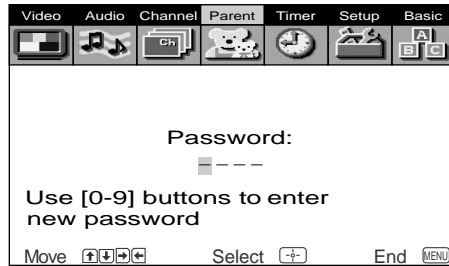 Video Audio Channel Parent Timer Setup Basic
Ch A B C
Password:
– – – –
Use [0-9] buttons to enter
new password
Move Select End MENU